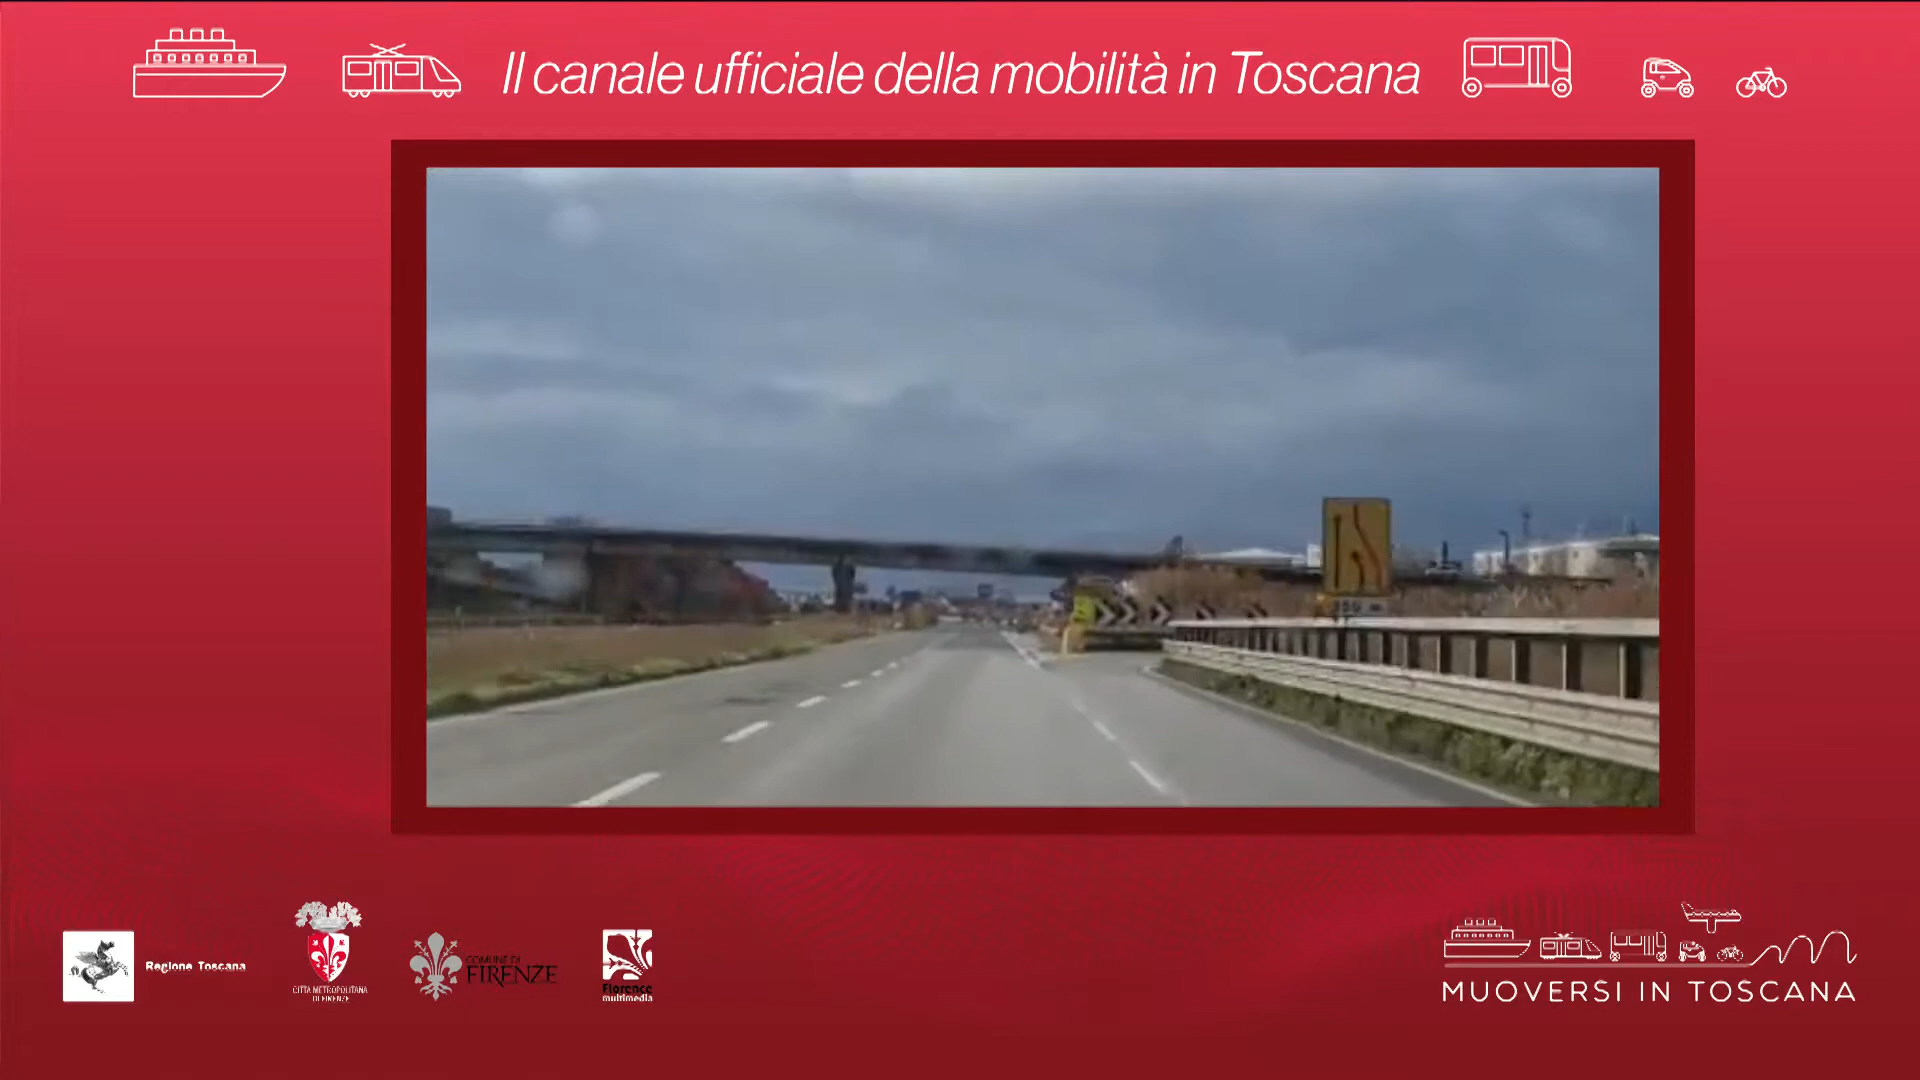 Il canale ufficiale della mobilità in Toscana
Regione Toscana
CITTÀ METROPOLITANA
DI FIRENZE
COMUNE DI
FIRENZE
Florence
multimedia
MUOVERSI IN TOSCANA